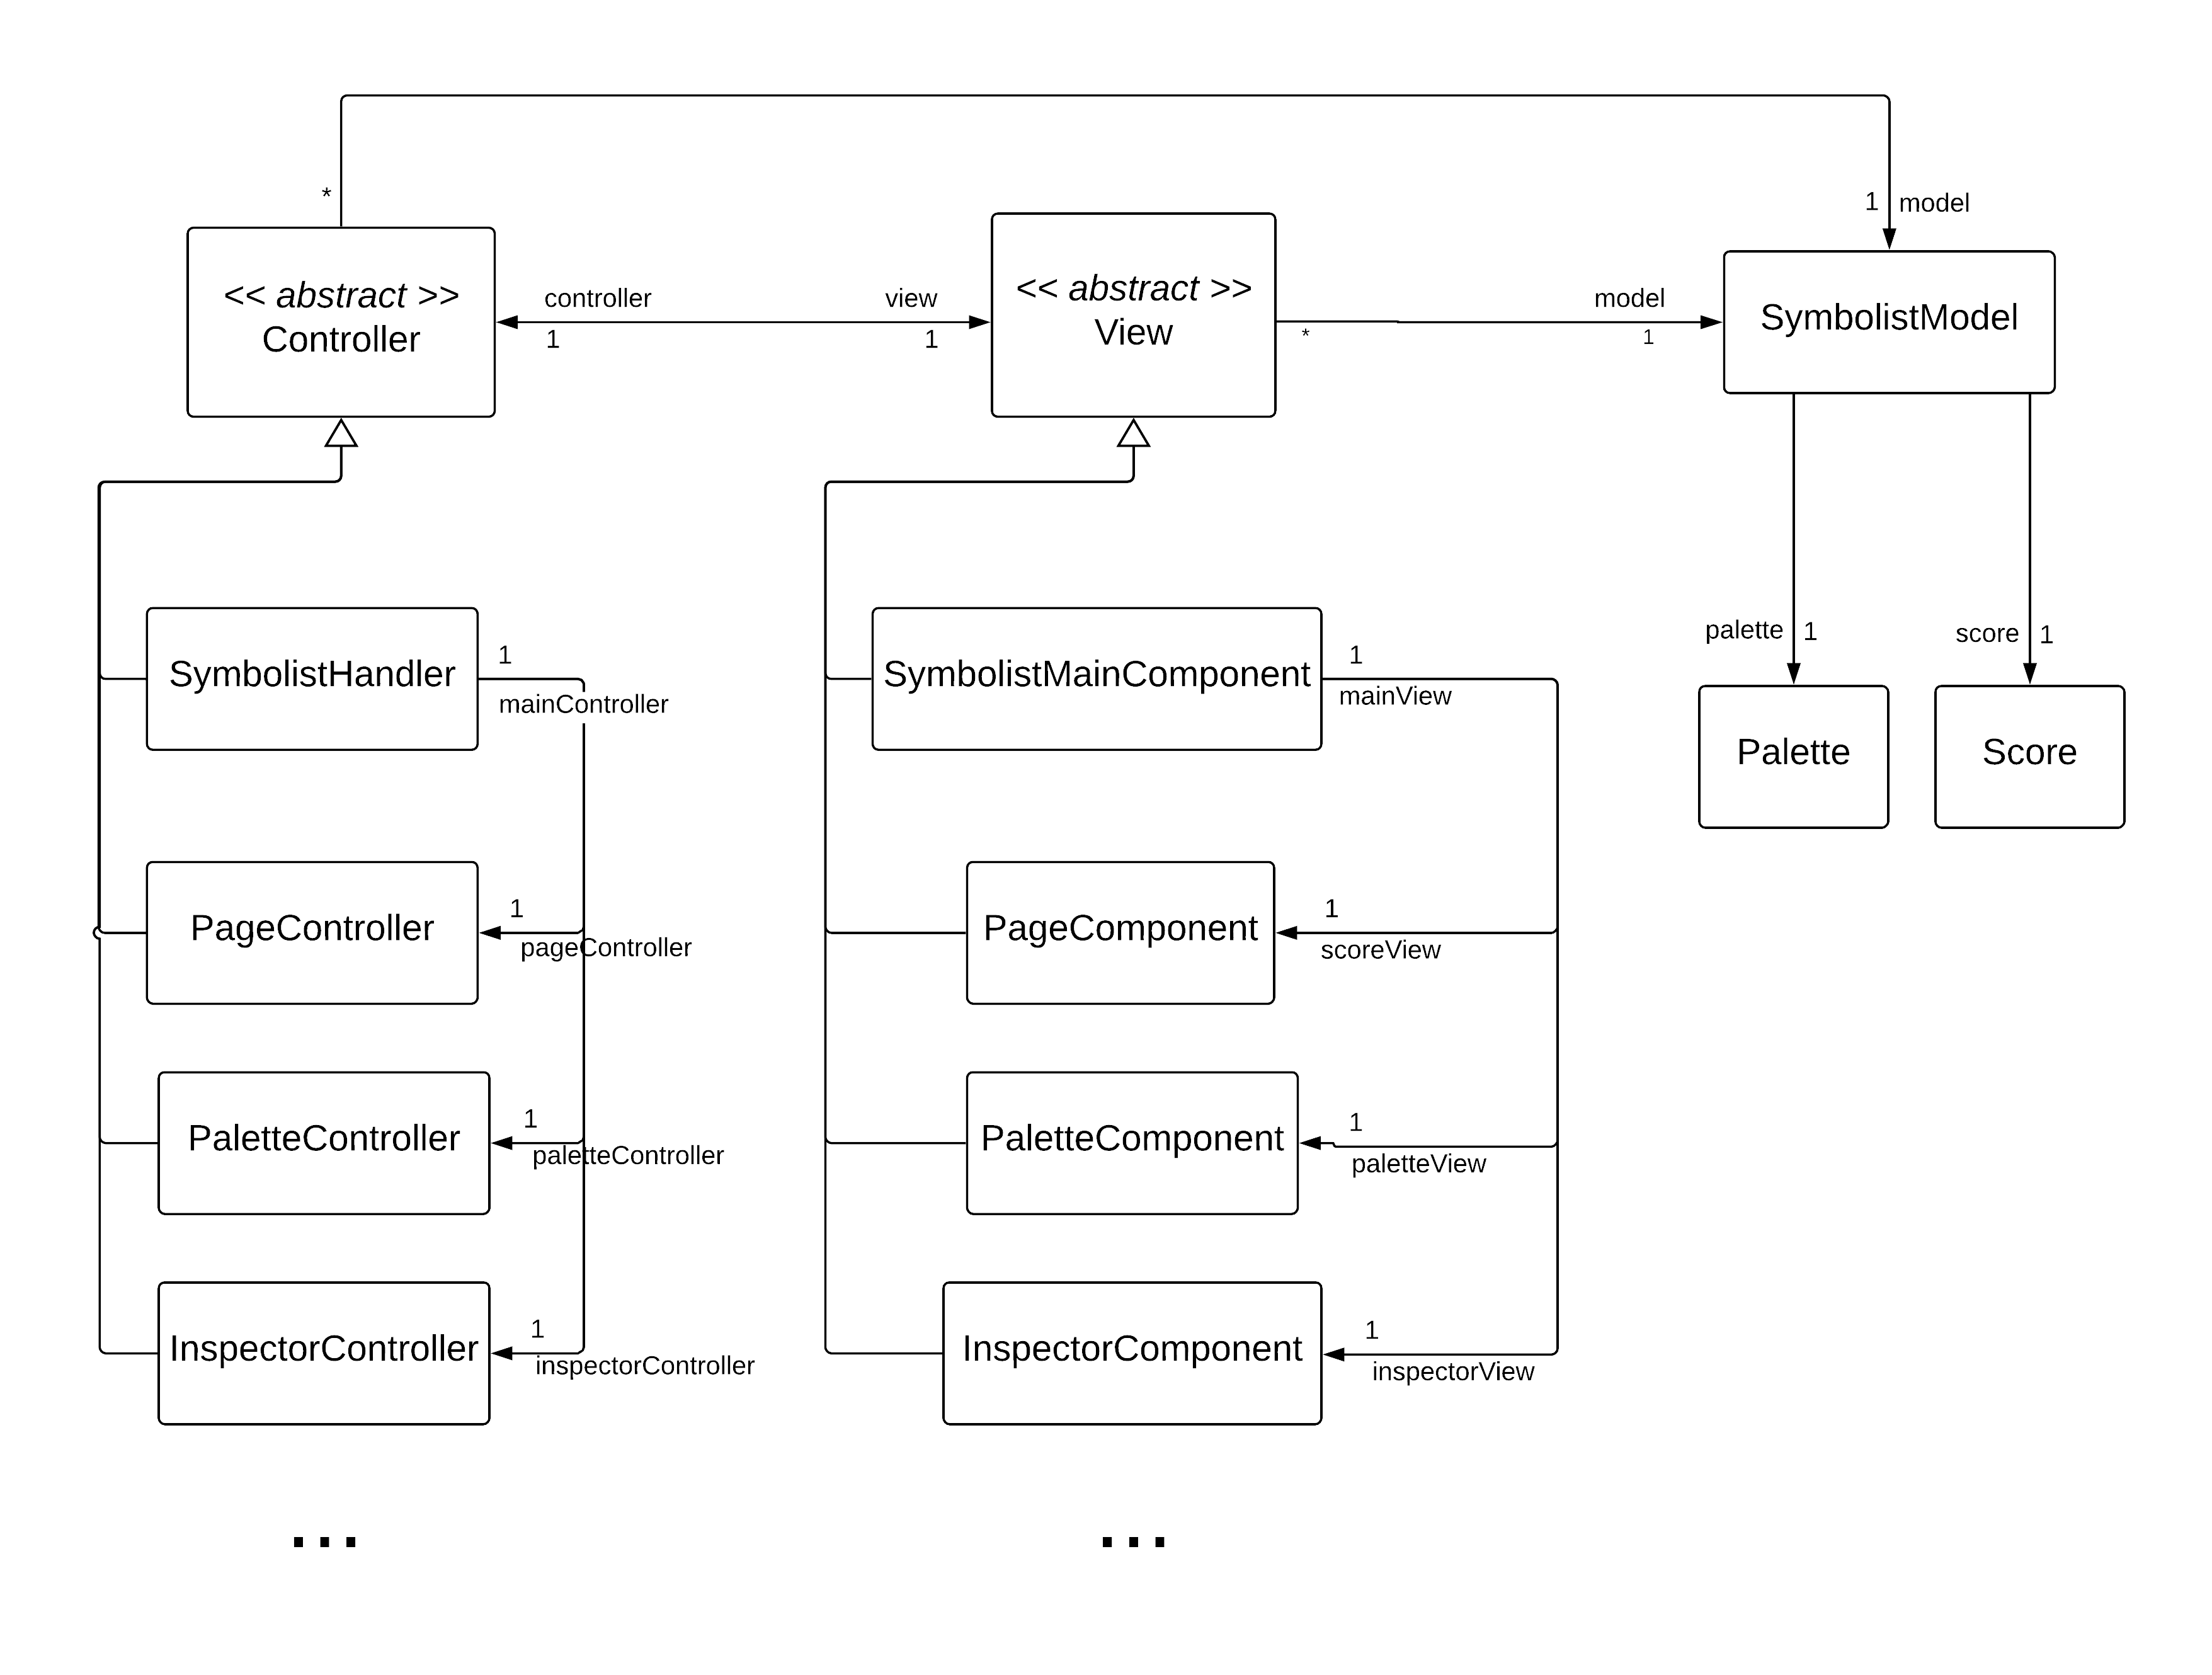 *
1
model
<< abstract >>
Controller
controller
1
view
1
<< abstract >>
View
*
model
1
SymbolistModel
palette
1
score
1
Palette
Score
SymbolistHandler
1
mainController
SymbolistMainComponent
1
mainView
PageController
1
pageController
PageComponent
1
scoreView
PaletteController
1
paletteController
PaletteComponent
1
paletteView
InspectorController
1
inspectorController
InspectorComponent
1
inspectorView
...
...